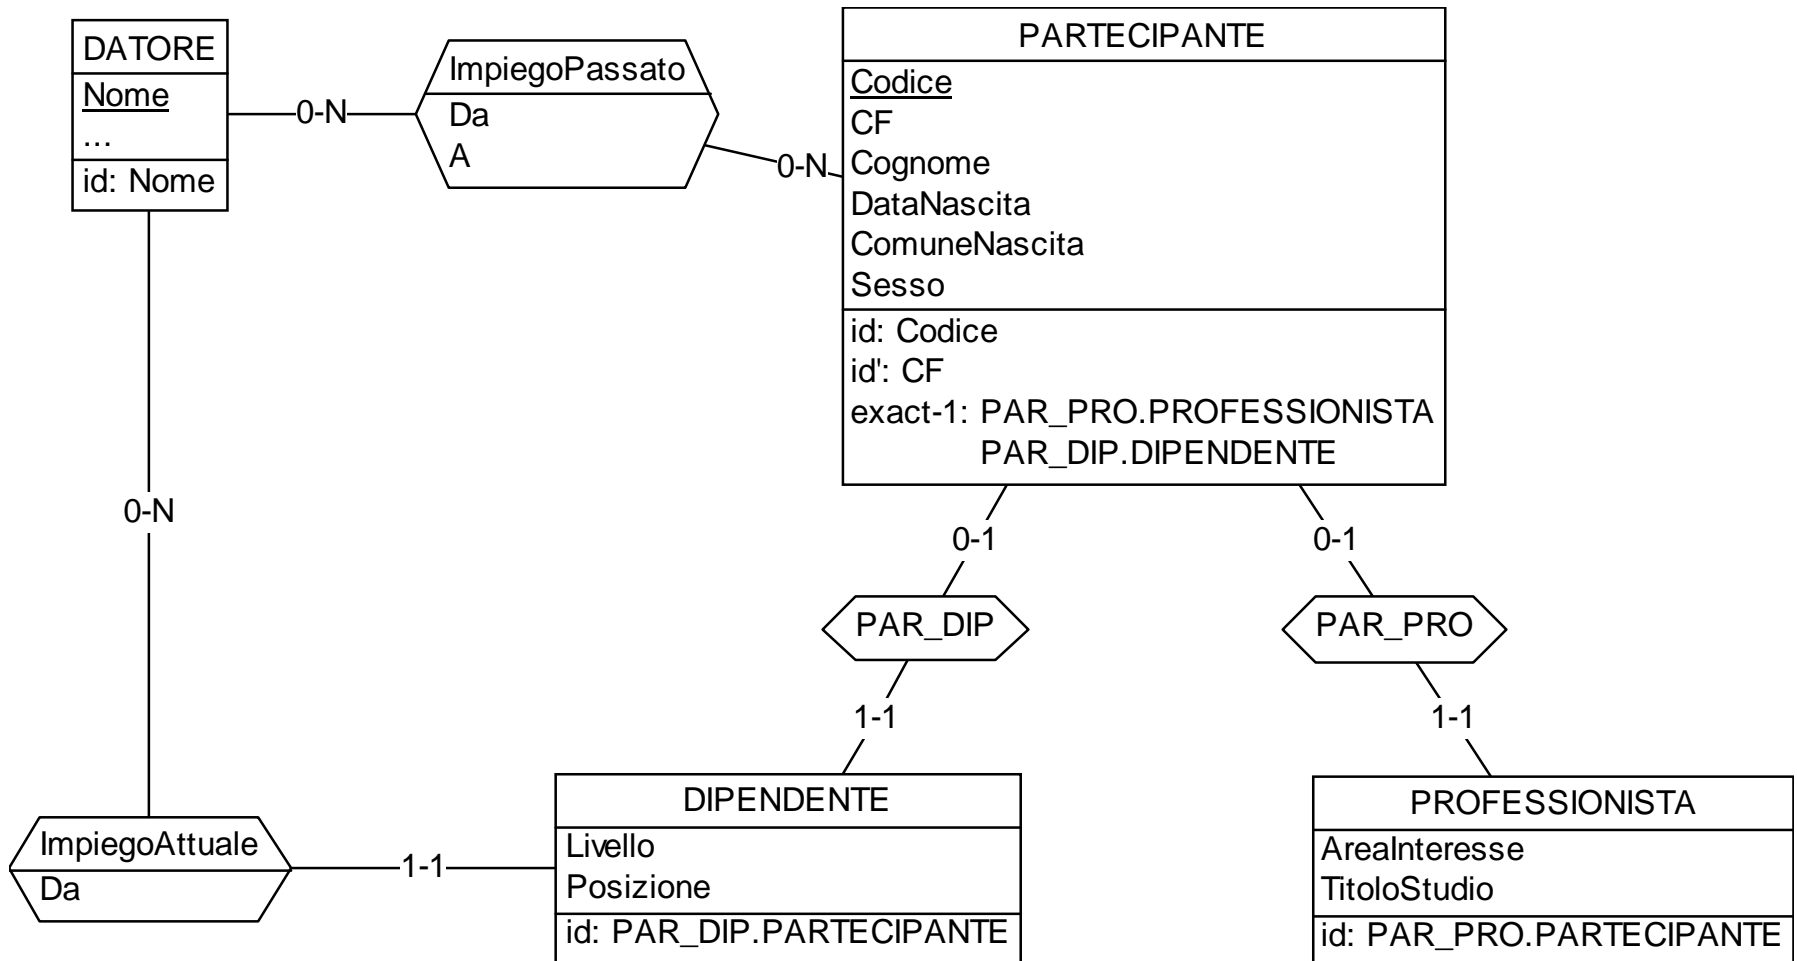 DATORE
Nome
...
id: Nome
0-N
ImpiegoPassato
Da
A
0-N
PARTECIPANTE
Codice
CF
Cognome
DataNascita
ComuneNascita
Sesso
id: Codice
id': CF
exact-1: PAR_PRO.PROFESSIONISTA
PAR_DIP.DIPENDENTE
0-N
0-1
0-1
PAR_DIP
PAR_PRO
1-1
1-1
ImpiegoAttuale
Da
1-1
DIPENDENTE
Livello
Posizione
id: PAR_DIP.PARTECIPANTE
PROFESSIONISTA
AreaInteresse
TitoloStudio
id: PAR_PRO.PARTECIPANTE